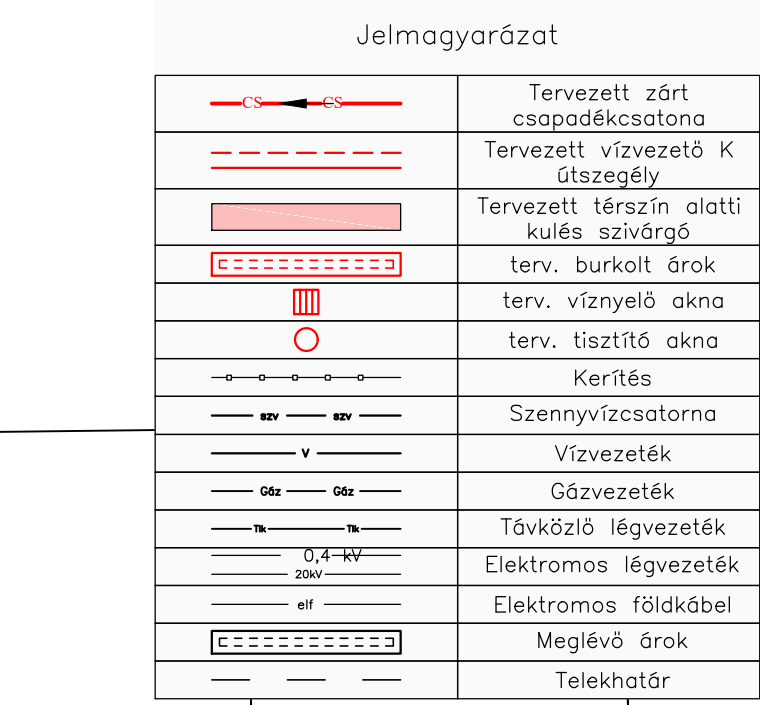 Jelmagyarázat
CS CS
Tervezett zárt
csapadékcsatona
Tervezett vízvezetö K
útszegély
Tervezett térszín alatti
kulés szivárgó
terv. burkolt árok
terv. víznyelö akna
terv. tisztító akna
Kerítés
szv szv
Szennyvízcsatorna
V
Vízvezeték
Gáz Gáz
Gázvezeték
Tlk Tlk
Távközlö légvezeték
0,4 kV
20kV
Elektromos légvezeték
elf
Elektromos földkábel
Meglévö árok
Telekhatár